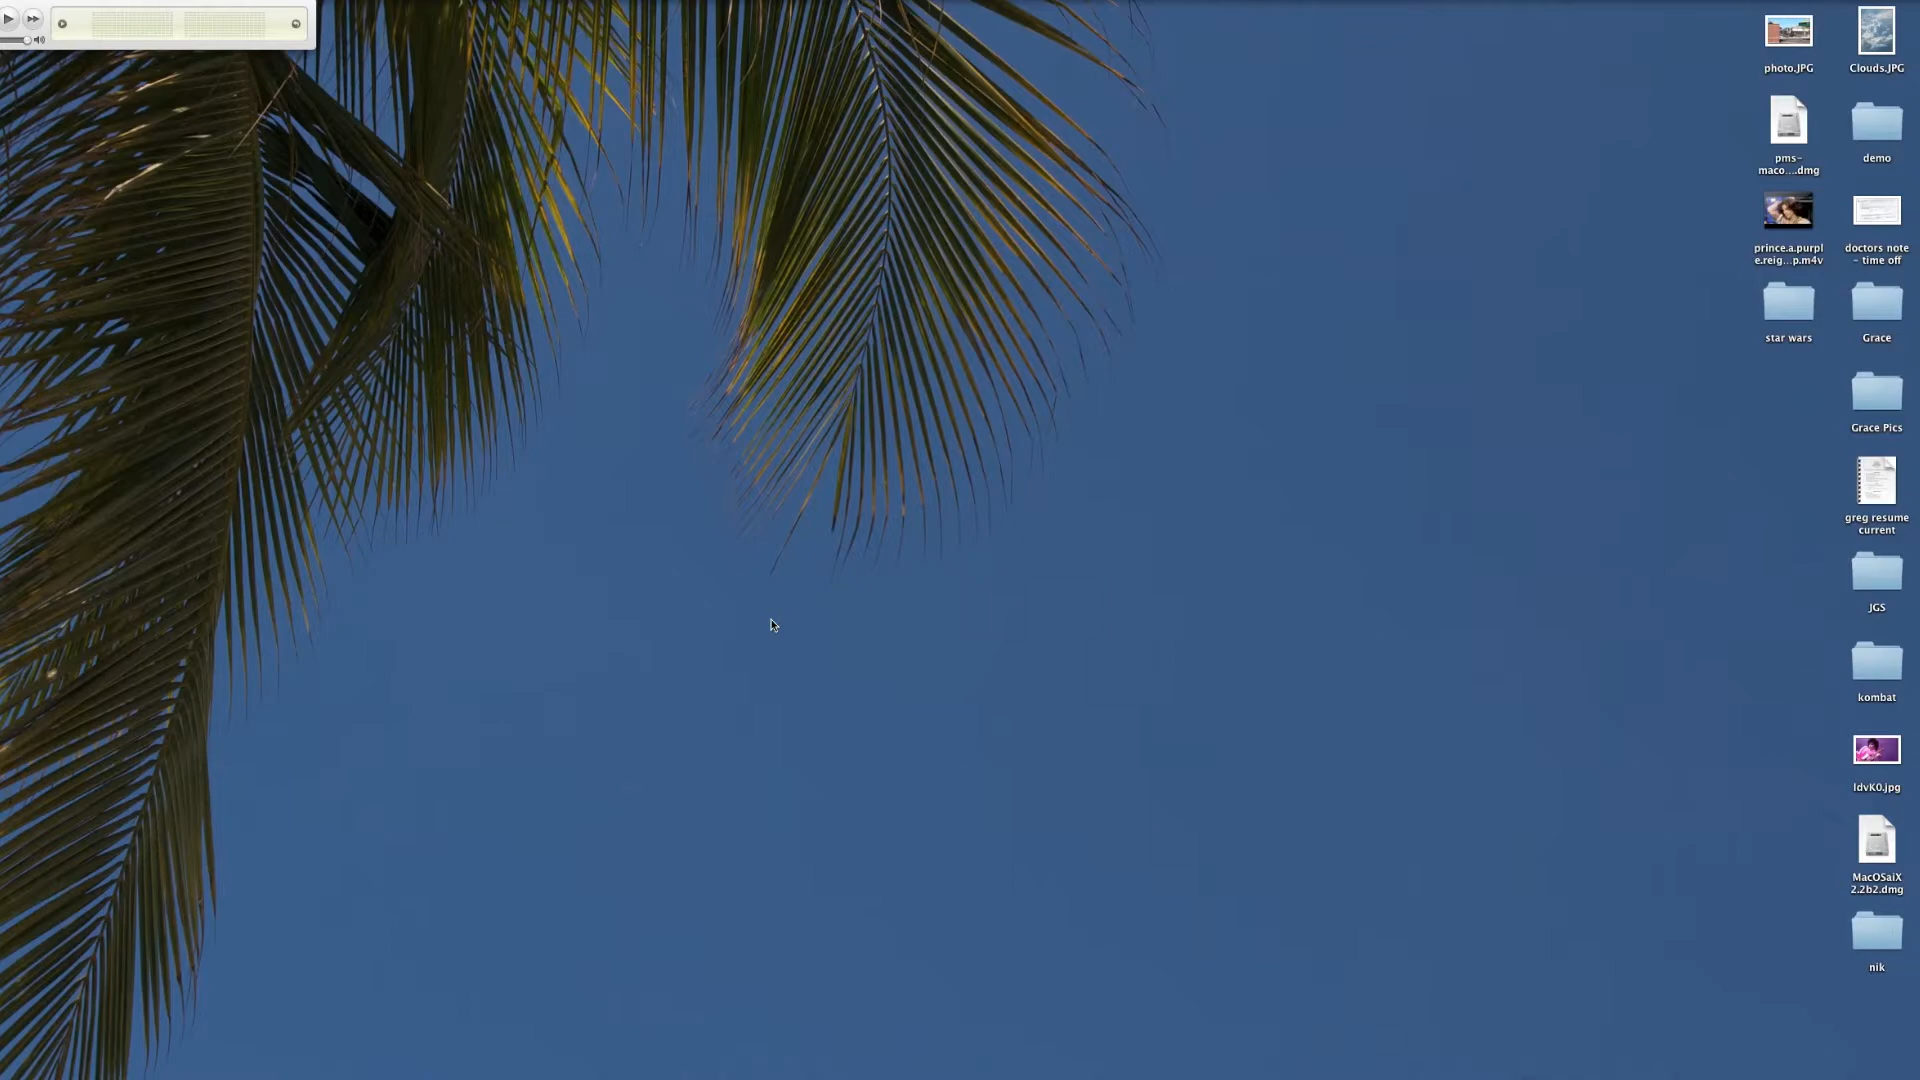 photo.JPG
Clouds.JPG
pms-
maco....dmg
demo
prince.a.purpl
e.reig...p.m4v
doctors note
- time off
star wars
Grace
Grace Pics
greg resume
current
JGS
kombat
ldvK0.jpg
MacOSaiX
2.2b2.dmg
nik